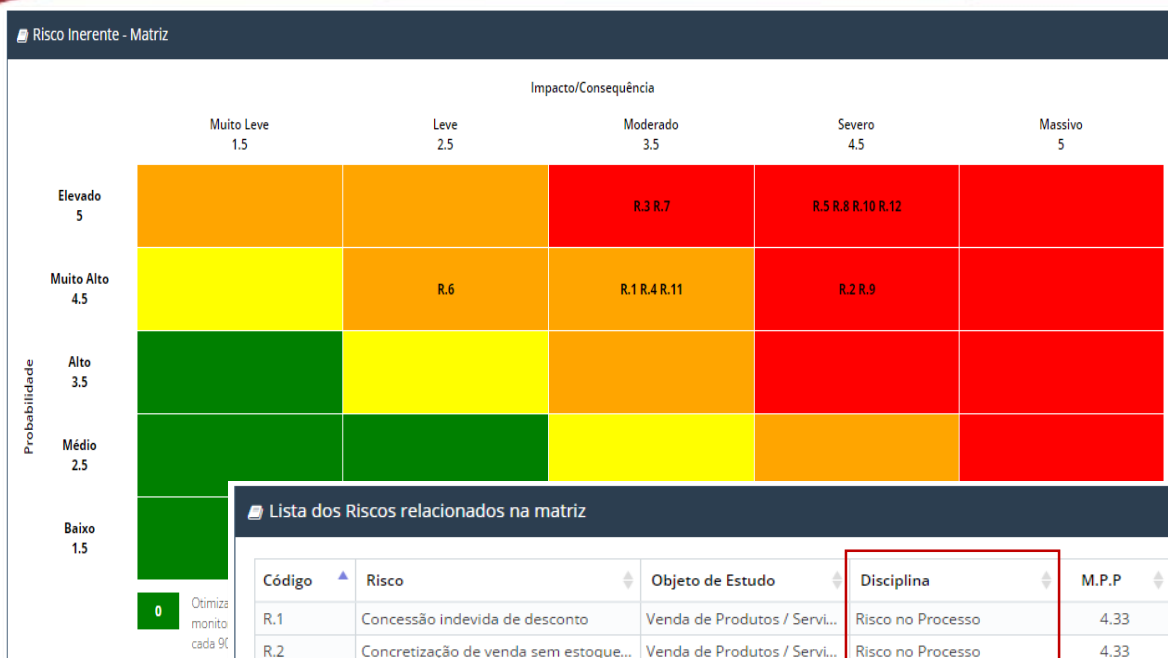 Risco Inerente - Matriz
Impacto/Consequência
Muito Leve Leve Moderado Severo Massivo
1.5 2.5 3.5 4.5 5
Probabilidade
Elevado
5
R.3 R.7 R.5 R.8 R.10 R.12
Muito Alto
4.5
R.6 R.1 R.4 R.11 R.2 R.9
Alto
3.5
Médio
2.5
Baixo
1.5
0
Lista dos Riscos relacionados na matriz
Código Risco Objeto de Estudo Disciplina M.P.P
R.1 Concessão indevida de desconto Venda de Produtos / Servi... Risco no Processo 4.33
R.2 Concretização de venda sem estoque... Venda de Produtos / Servi... Risco no Processo 4.33